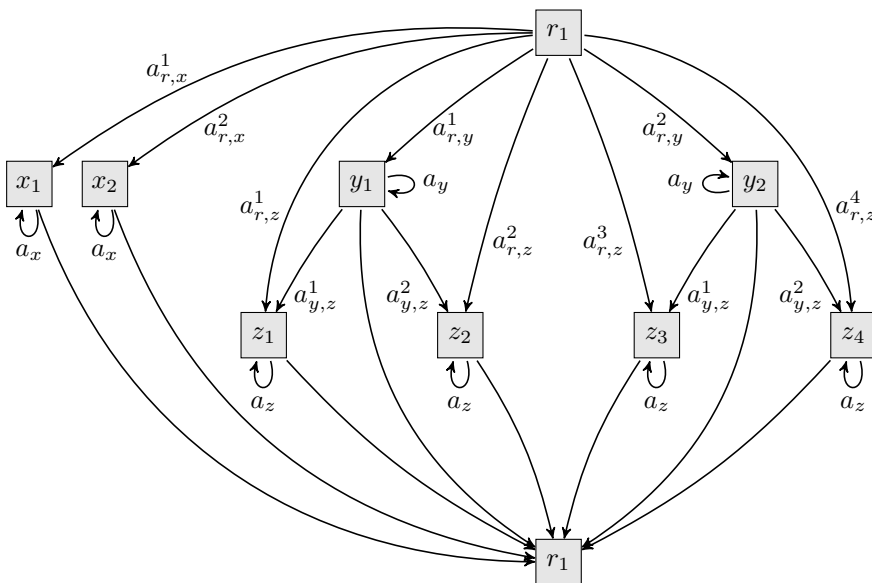 r_1
a^1_{r,x}
a^2_{r,x}
a^1_{r,y}
a^2_{r,y}
x_1
x_2
y_1
a_y
a_y
y_2
a^1_{r,z}
a^2_{r,z}
a^3_{r,z}
a^4_{r,z}
a_x
a_x
a^1_{y,z}
a^2_{y,z}
a^1_{y,z}
a^2_{y,z}
z_1
z_2
z_3
z_4
a_z
a_z
a_z
a_z
r_1